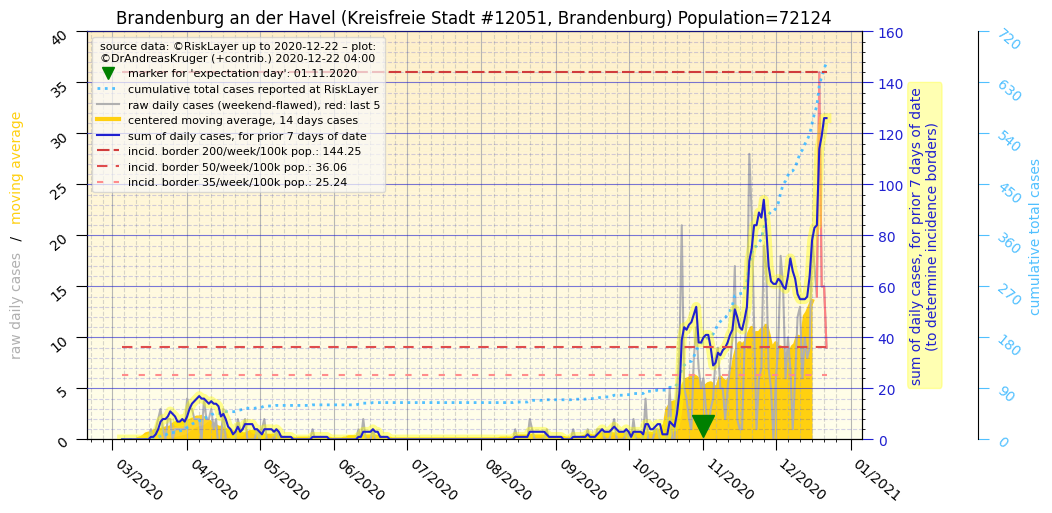 Brandenburg an der Havel (Kreisfreie Stadt #12051, Brandenburg) Population=72124
source data: ©RiskLayer up to 2020-12-22 – plot:
©DrAndreasKruger (+contrib.) 2020-12-22 04:00
marker for 'expectation day': 01.11.2020
cumulative total cases reported at RiskLayer
raw daily cases (weekend-flawed), red: last 5
centered moving average, 14 days cases
sum of daily cases, for prior 7 days of date
incid. border 200/week/100k pop.: 144.25
incid. border 50/week/100k pop.: 36.06
incid. border 35/week/100k pop.: 25.24
raw daily cases / moving average
40
35
30
25
20
15
10
5
0
03/2020
04/2020
05/2020
06/2020
07/2020
08/2020
09/2020
10/2020
11/2020
12/2020
01/2021
160
140
120
100
80
60
40
20
0
sum of daily cases, for prior 7 days of date
(to determine incidence borders)
720
630
540
450
360
270
180
90
0
cumulative total cases